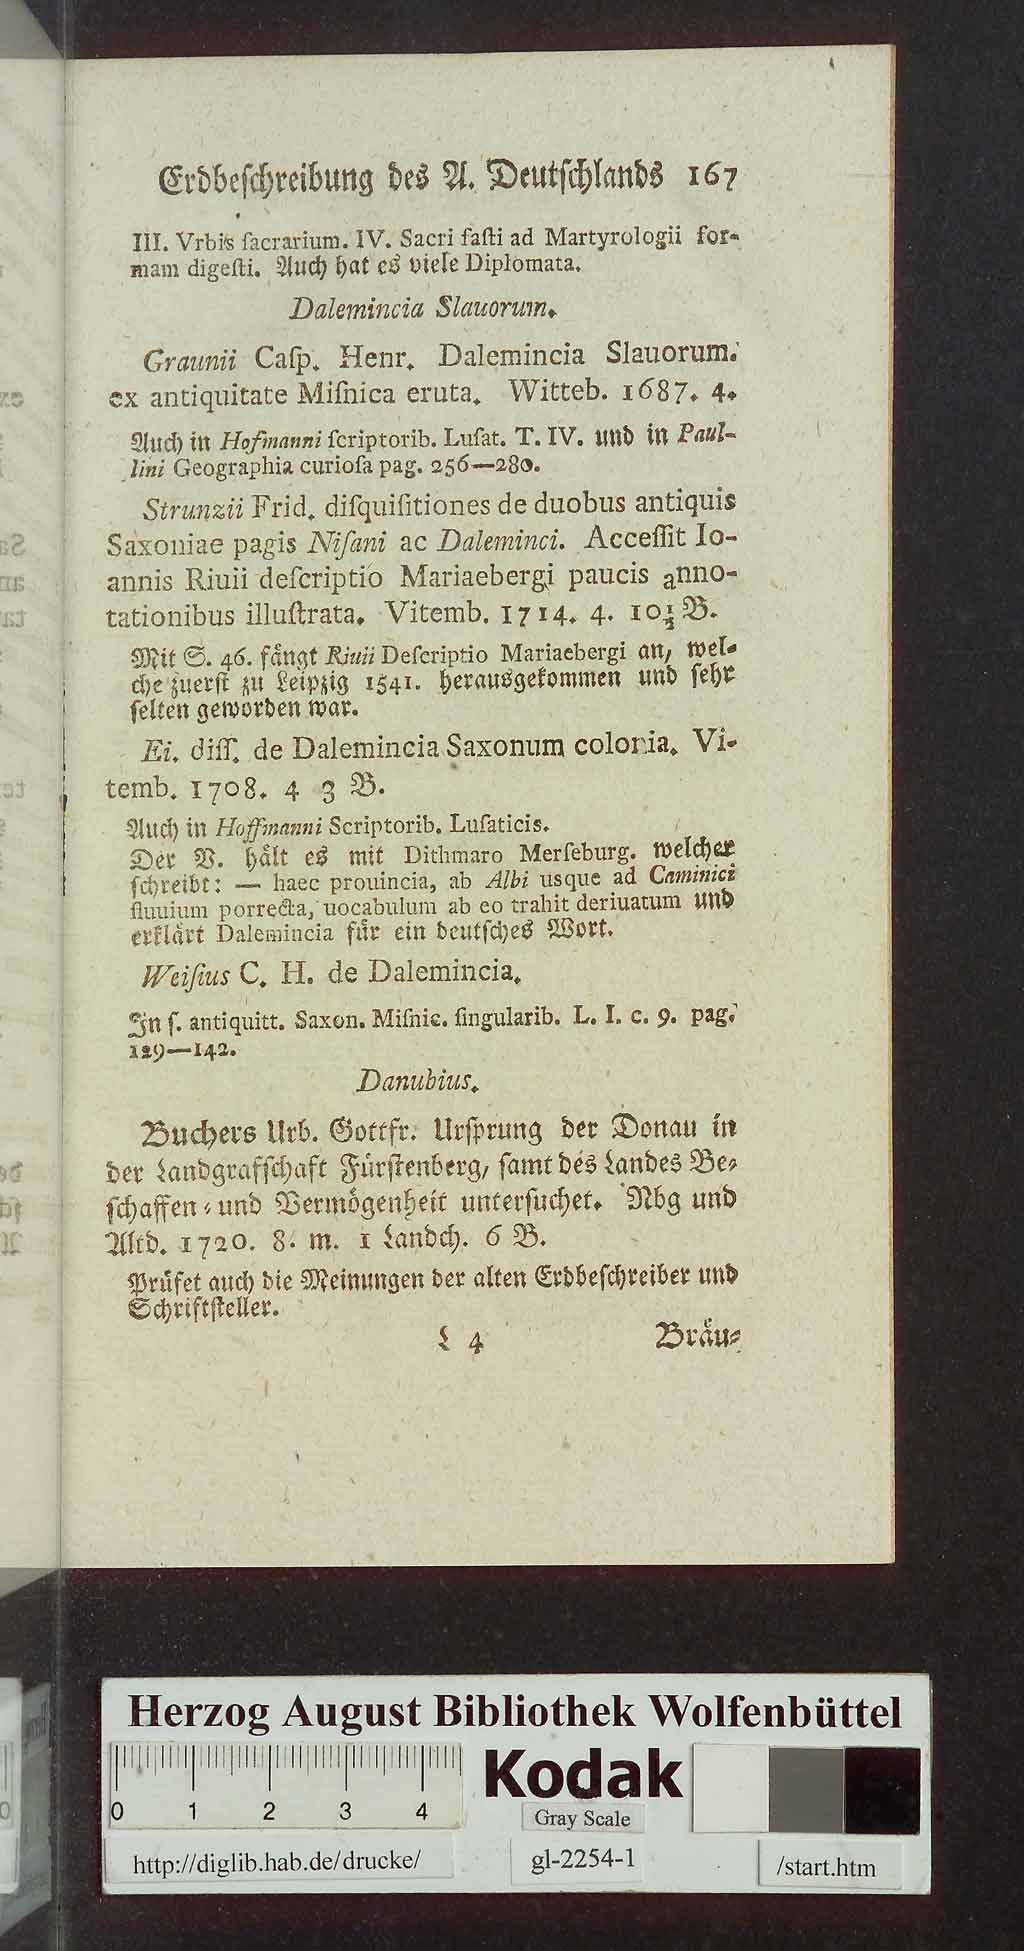 Erdbeſchreibung des A. Deutſchlands 167
III. Vrbis ſacrarium. IV. Sacri faſti ad Martyrologii for-
mam digeſti. Auch hat es viele Diplomata.
Dalemincia Slauorum.
Graunii Caſp. Henr. Dalemincia Slauorum.
ex antiquitate Miſnica eruta. Witteb. 1687. 4.
Auch in Hofmanni ſcriptorib. Luſat. T. IV. und in Paul-
lini Geographia curioſa pag. 256—280.
Strunzii Frid. diſquiſitiones de duobus antiquis
Saxoniae pagis Niſani ac Daleminci. Acceſſit Io-
annis Riuii deſcriptio Mariaebergi paucis anno-
tationibus illuſtrata. Vitemb. 1714. 4. 10½ B.
Mit S. 46. fängt Riuii Deſcriptio Mariaebergi an, wel-
che zuerſt zu Leipzig 1541. herausgekommen und ſehr
ſelten geworden war.
Ei. diſſ. de Dalemincia Saxonum colonia. Vi-
temb. 1708. 4 3 B.
Auch in Hoffmanni Scriptorib. Luſaticis.
Der V. hält es mit Dithmaro Merſeburg. welcher
ſchreibt: — haec prouincia, ab Albi usque ad Caminici
fluuium porrecta, uocabulum ab eo trahit deriuatum und
erklärt Dalemincia für ein deutſches Wort.
Weiſius C. H. de Dalemincia.
In ſ. antiquitt. Saxon. Miſnic. ſingularib. L. I. c. 9. pag.
129—142.
Danubius.
Buchers Urb. Gottfr. Urſprung der Donau in
der Landgrafſchaft Fürſtenberg, ſamt des Landes Be-
ſchaffen- und Vermögenheit unterſuchet. Nbg und
Altd. 1720. 8. m. 1 Landch. 6 B.
Prüfet auch die Meinungen der alten Erdbeſchreiber und
Schriftſteller.
L 4 Bräu-
Herzog August Bibliothek Wolfenbüttel
Kodak
0 1 2 3 4
Gray Scale
http://diglib.hab.de/drucke/ gl-2254-1 /start.htm